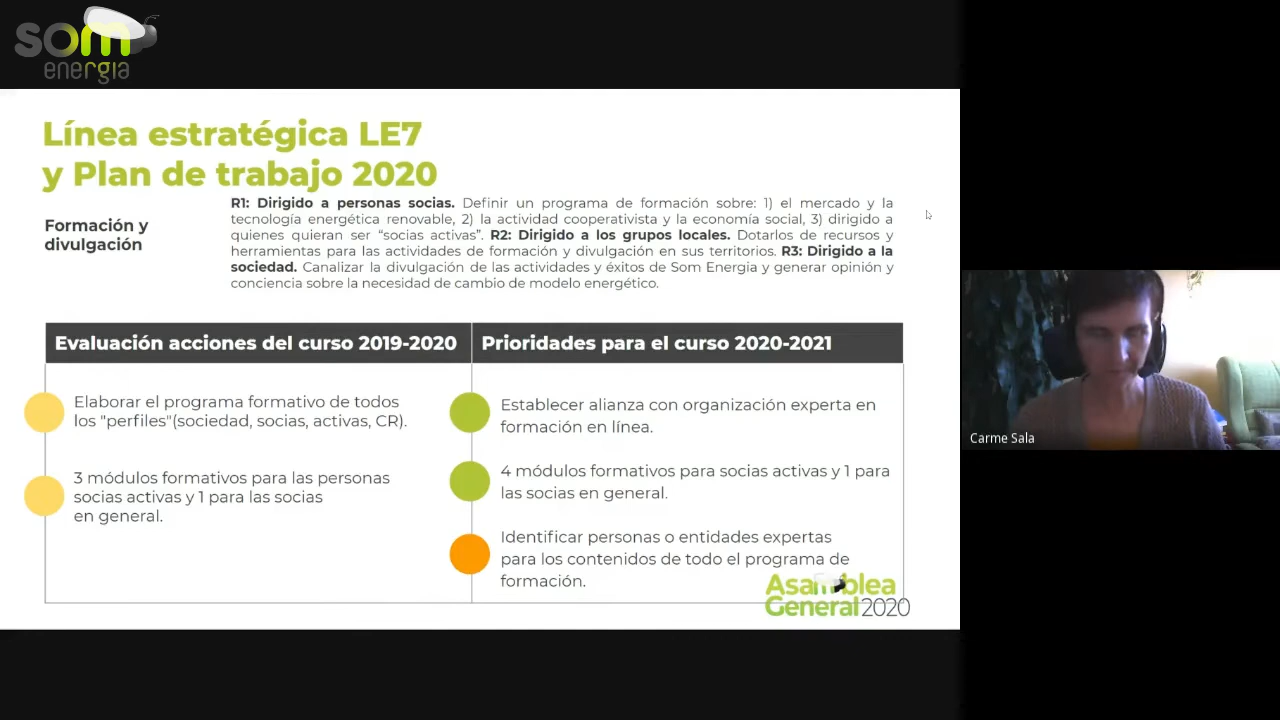 som
energia
Línea estratégica LE7
y Plan de trabajo 2020
Formación y
divulgación
R1: Dirigido a personas socias. Definir un programa de formación sobre: 1) el mercado y la
tecnología energética renovable, 2) la actividad cooperativista y la economía social, 3) dirigido a
quienes quieran ser “socias activas”. R2: Dirigido a los grupos locales. Dotarlos de recursos y
herramientas para las actividades de formación y divulgación en sus territorios. R3: Dirigido a la
sociedad. Canalizar la divulgación de las actividades y éxitos de Som Energia y generar opinión y
conciencia sobre la necesidad de cambio de modelo energético.
Evaluación acciones del curso 2019-2020
Elaborar el programa formativo de todos
los "perfiles"(sociedad, socias, activas, CR).
3 módulos formativos para las personas
socias activas y 1 para las socias
en general.
Prioridades para el curso 2020-2021
Establecer alianza con organización experta en
formación en línea.
4 módulos formativos para socias activas y 1 para
las socias en general.
Identificar personas o entidades expertas
para los contenidos de todo el programa de
formación.
Asamblea
General 2020
Carme Sala